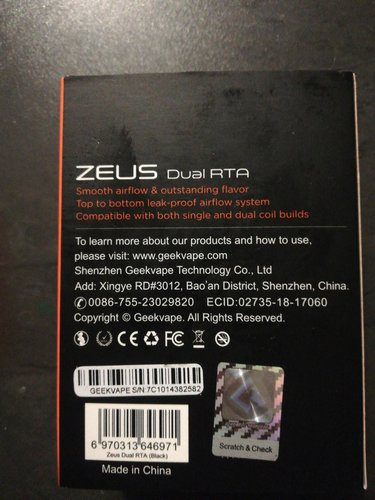 ZEUS Dual RTA
Smooth airflow & outstanding flavor
Top to bottom leak-proof airflow system
Compatible with both single and dual coil builds
To learn more about our products and how to use,
please visit: www.geekvape.com
Shenzhen Geekvape Technology Co., Ltd
Add: Xingye RD#3012, Bao'an District, Shenzhen, China.
0086-755-23029820 ECID:02735-18-17060
Copyright © Geekvape. All Rights Reserved.
CE
GEEKVAPE S/N:7C1014382582
6 970313 646971
Zeus Dual RTA (Black)
Scratch & Check
Made in China